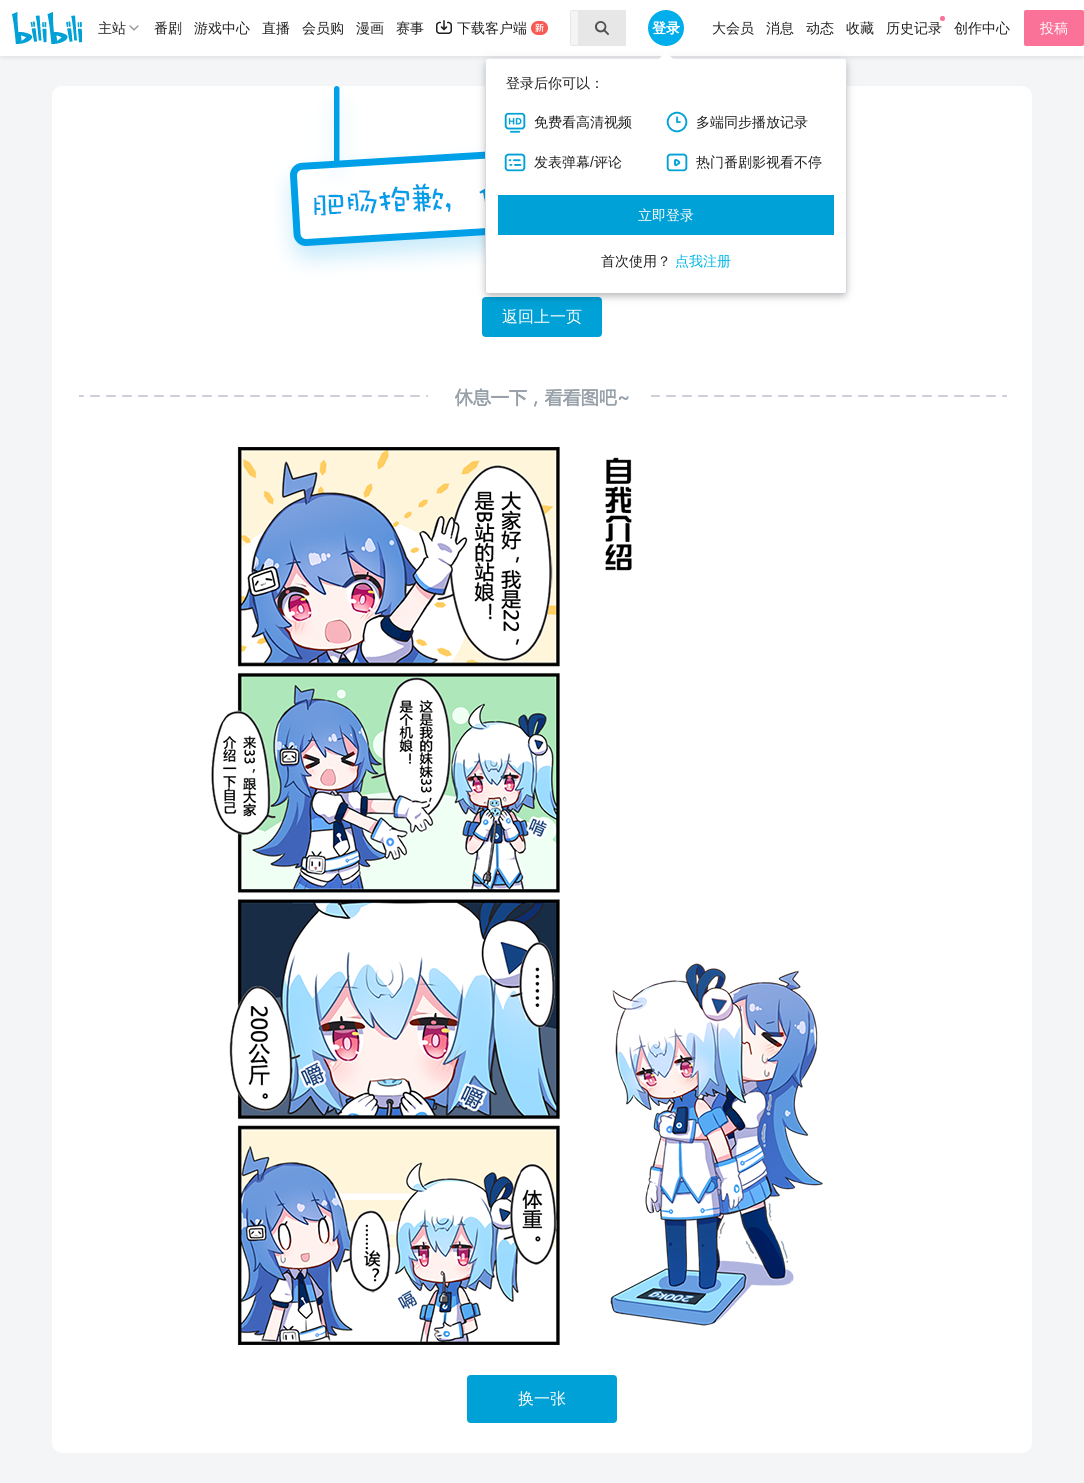 bilibili 主站 番剧 游戏中心 直播 会员购 漫画 赛事 下载客户端 新 登录 大会员 消息 动态 收藏 历史记录 创作中心 投稿
登录后你可以：
HD 免费看高清视频 多端同步播放记录
发表弹幕/评论 热门番剧影视看不停
立即登录
首次使用？ 点我注册
肥肠抱歉，
返回上一页
休息一下，看看图吧~
自我介绍
大家好，我是22，
是B站的站娘！
这是我的妹妹33，
是个机娘！
来33，跟大家
介绍一下自己
啃
……
200公斤。
嚼
嚼
体重。
……诶？
嗝
200kg
换一张